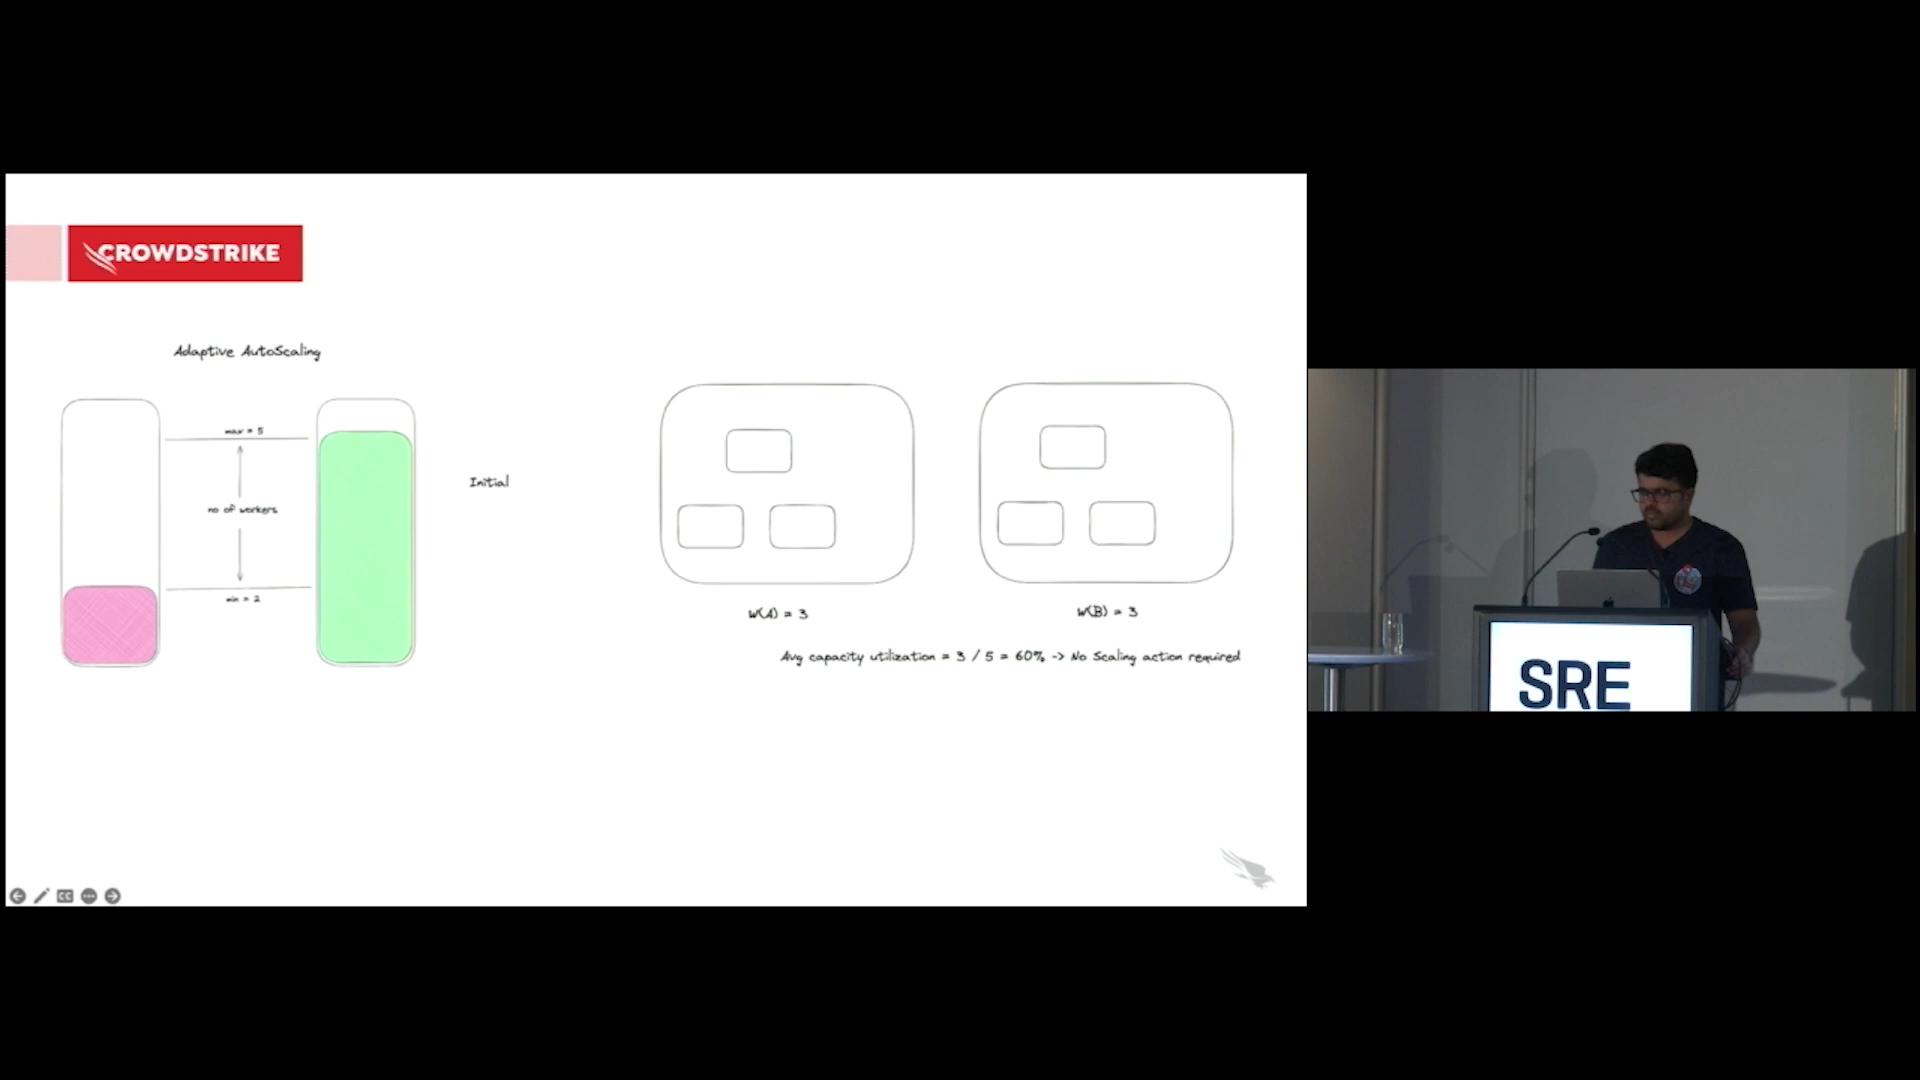 CROWDSTRIKE
Adaptive AutoScaling
max = 5
no of workers
min = 2
Initial
W(A) = 3
W(B) = 3
Avg capacity utilization = 3 / 5 = 60% -> No Scaling action required
CC
SRE